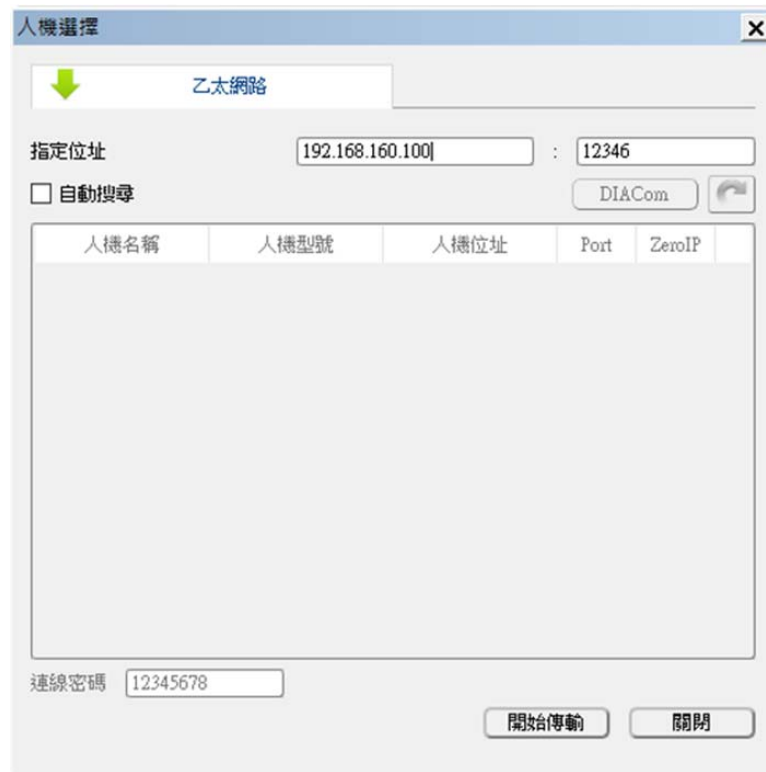 人機選擇
乙太網路
指定位址 192.168.160.100 : 12346
自動搜尋 DIACom
人機名稱 人機型號 人機位址 Port ZeroIP
連線密碼 12345678
開始傳輸 關閉